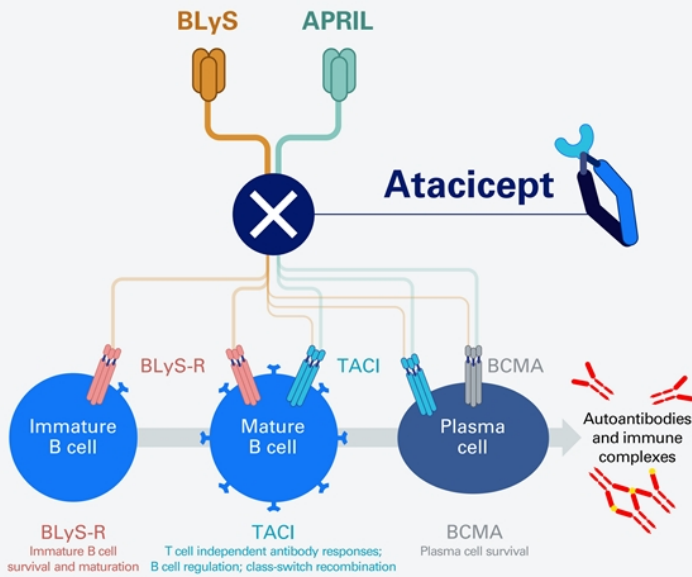 BLyS
APRIL
Atacicept
BLyS-R
TACI
BCMA
Immature
B cell
Mature
B cell
Plasma
cell
Autoantibodies
and immune
complexes
BLyS-R
Immature B cell
survival and maturation
TACI
T cell independent antibody responses;
B cell regulation; class-switch recombination
BCMA
Plasma cell survival